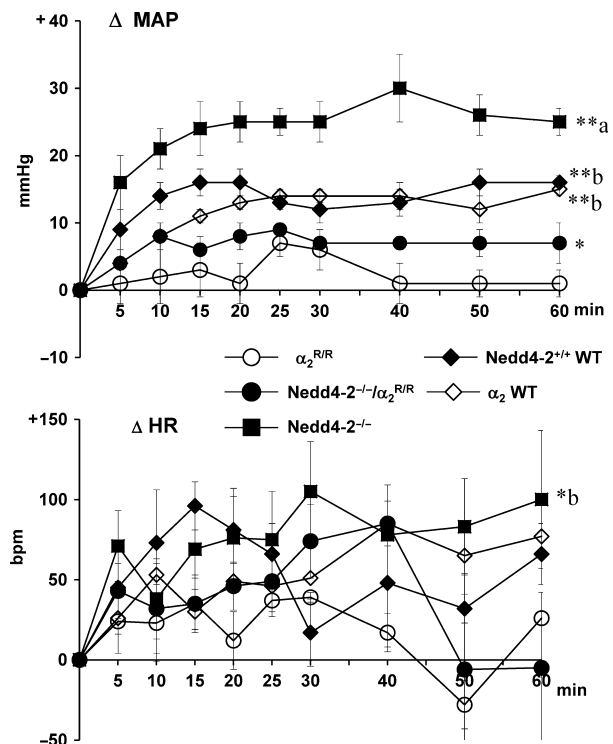 Δ MAP
+ 40
30
20
10
0
−10
mmHg
5 10 15 20 25 30 40 50 60 min
**a
**b
**b
*
α₂ᴿ/ᴿ
Nedd4-2⁺/⁺ WT
Nedd4-2⁻/⁻/α₂ᴿ/ᴿ
α₂ WT
Nedd4-2⁻/⁻
Δ HR
+150
100
50
0
−50
bpm
5 10 15 20 25 30 40 50 60 min
*b